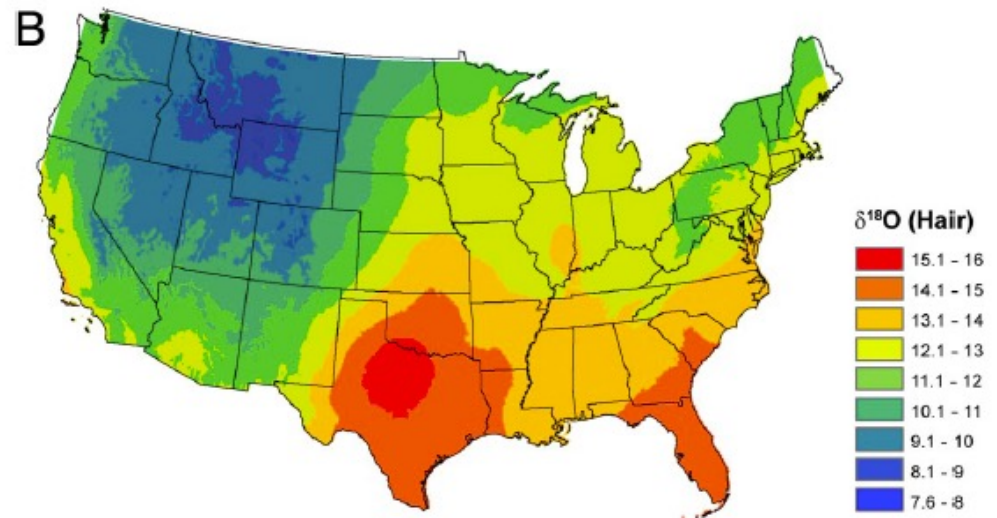 B
δ¹⁸O (Hair)
15.1 - 16
14.1 - 15
13.1 - 14
12.1 - 13
11.1 - 12
10.1 - 11
9.1 - 10
8.1 - 9
7.6 - 8